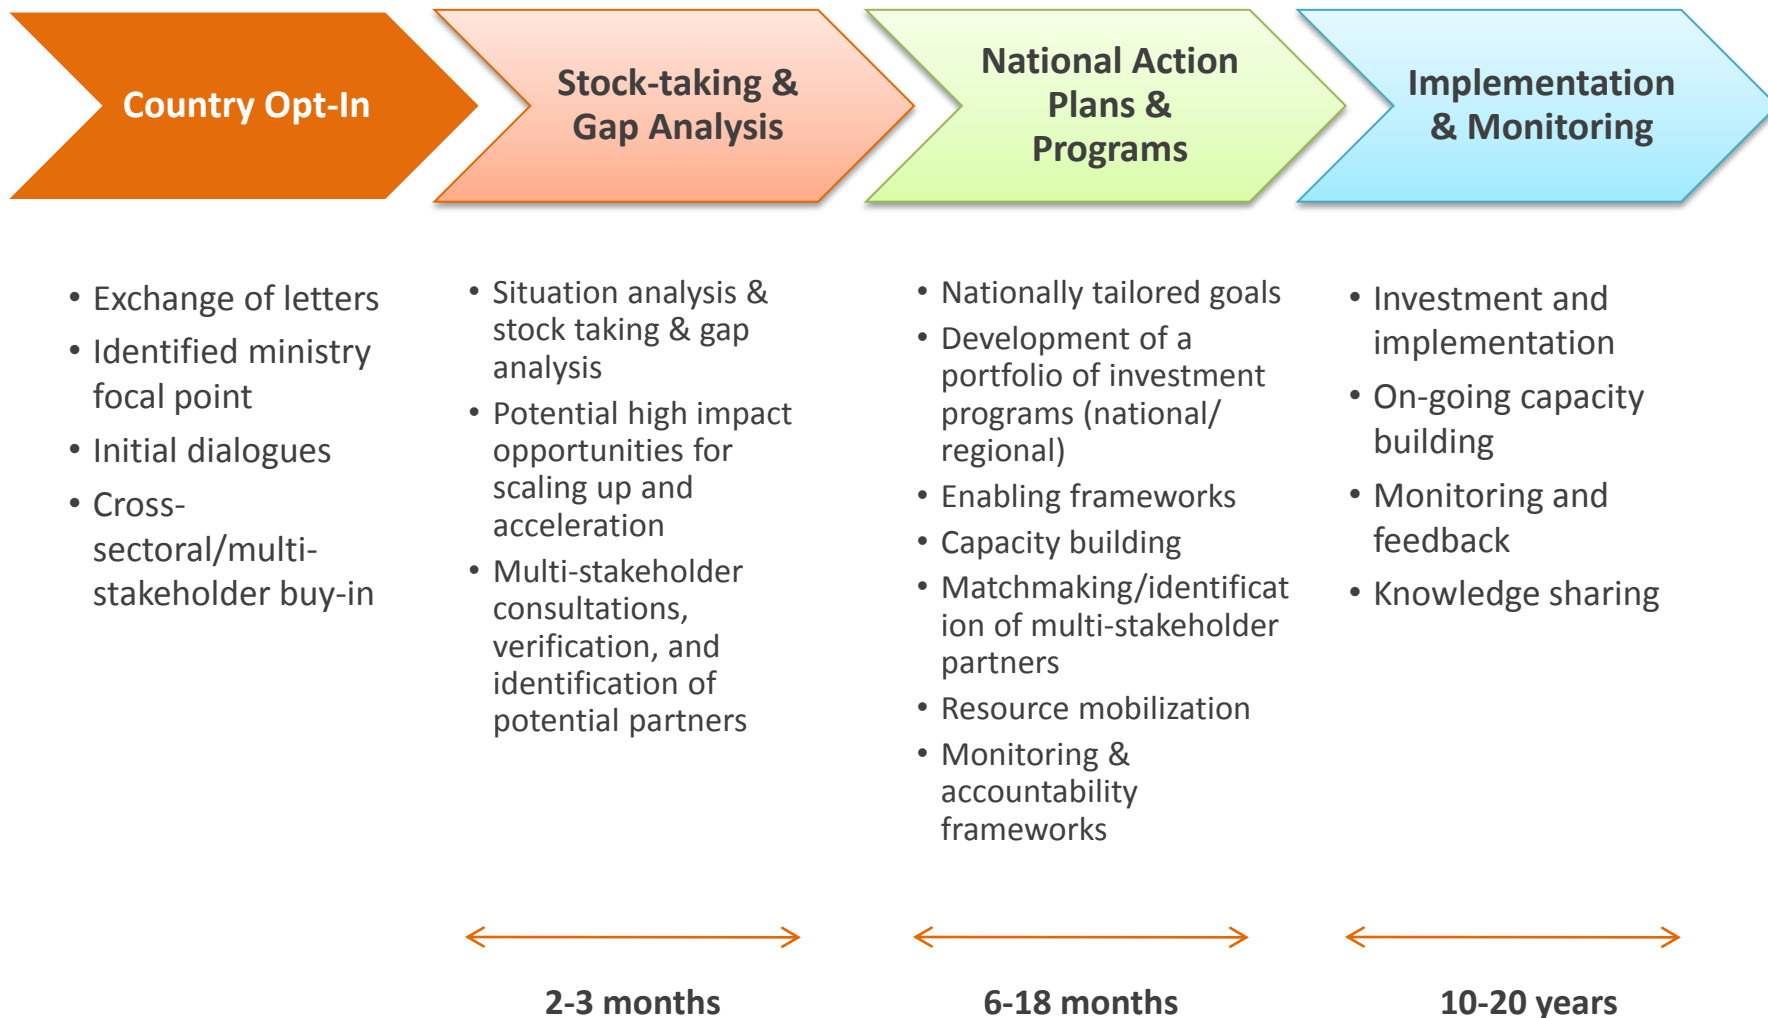 Country Opt-In
Stock-taking &
Gap Analysis
National Action
Plans &
Programs
Implementation
& Monitoring
• Exchange of letters
• Identified ministry
focal point
• Initial dialogues
• Cross-
sectoral/multi-
stakeholder buy-in
• Situation analysis &
stock taking & gap
analysis
• Potential high impact
opportunities for
scaling up and
acceleration
• Multi-stakeholder
consultations,
verification, and
identification of
potential partners
• Nationally tailored goals
• Development of a
portfolio of investment
programs (national/
regional)
• Enabling frameworks
• Capacity building
• Matchmaking/identificat
ion of multi-stakeholder
partners
• Resource mobilization
• Monitoring &
accountability
frameworks
• Investment and
implementation
• On-going capacity
building
• Monitoring and
feedback
• Knowledge sharing
2-3 months
6-18 months
10-20 years